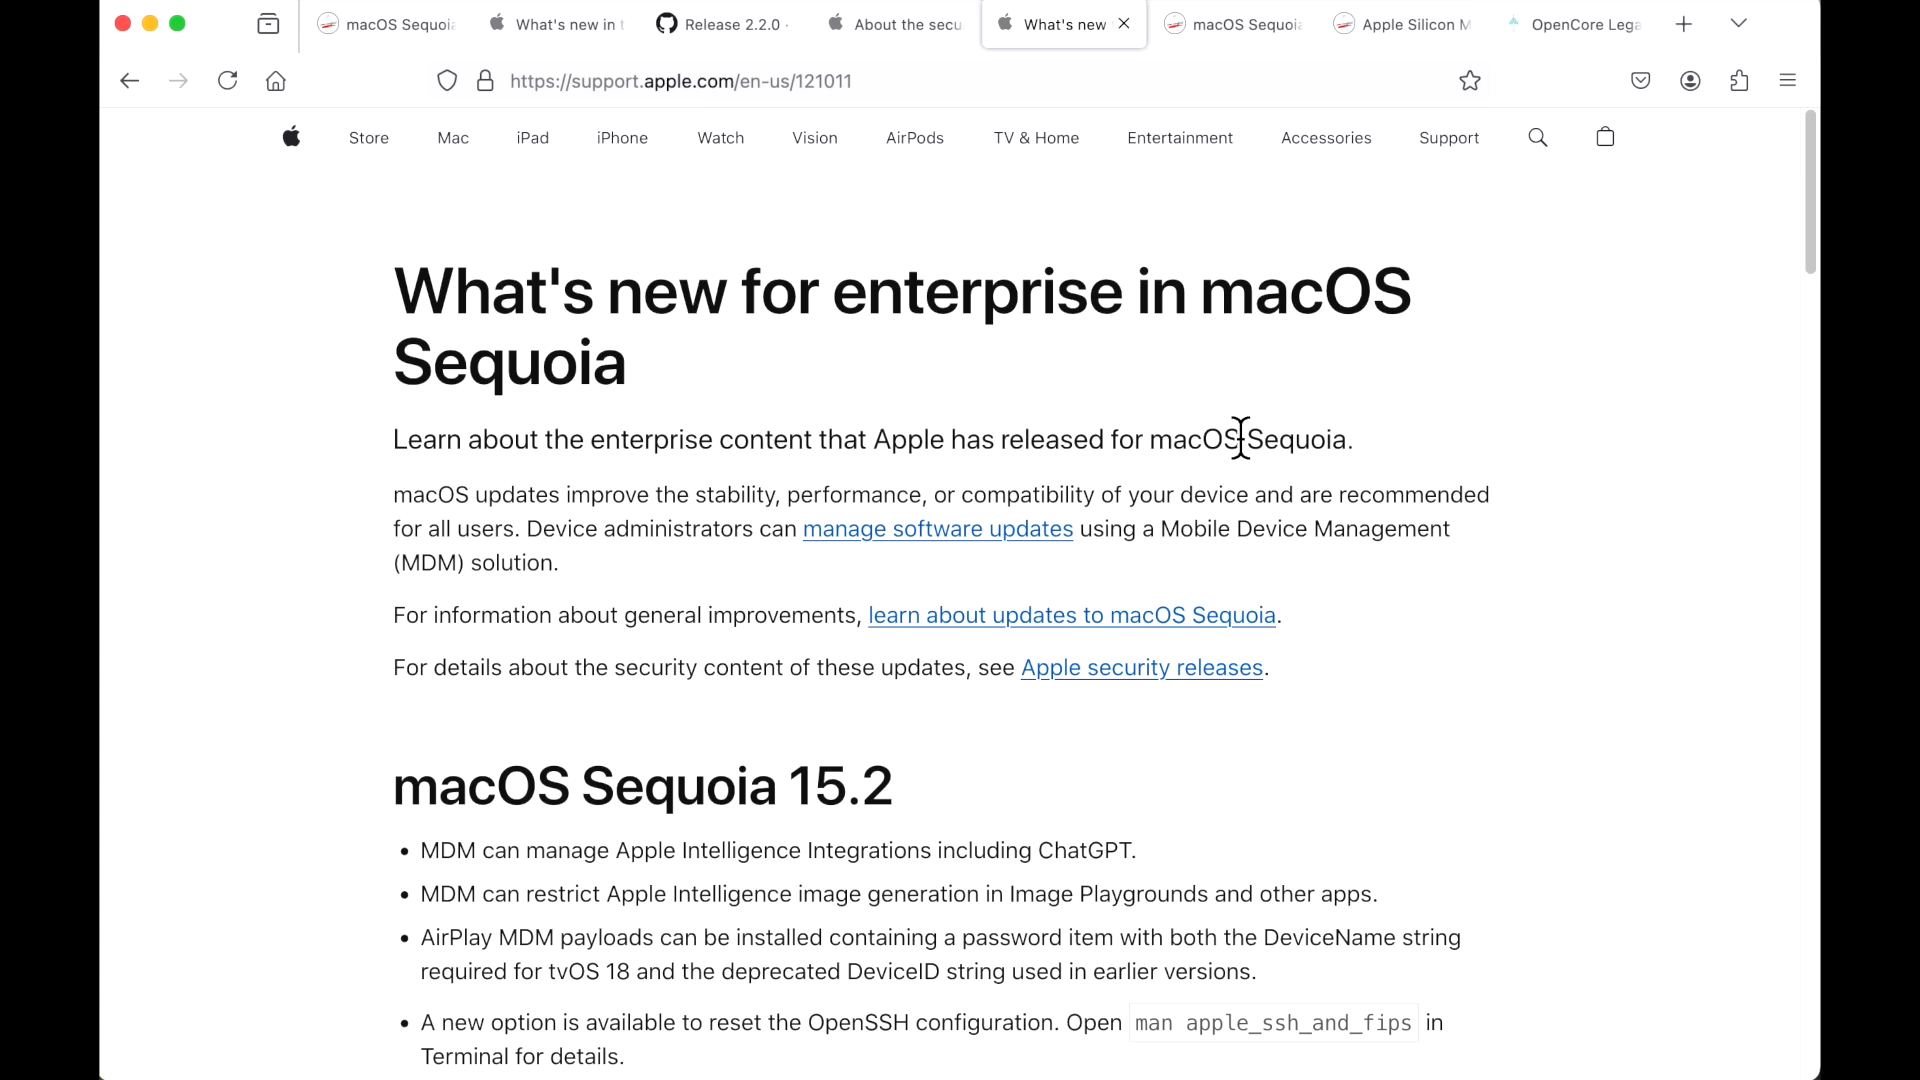 macOS Sequoia
What's new in t
Release 2.2.0 ·
About the secu
What's new
macOS Sequoia
Apple Silicon M
OpenCore Lega
https://support.apple.com/en-us/121011
Store Mac iPad iPhone Watch Vision AirPods TV & Home Entertainment Accessories Support
What's new for enterprise in macOS
Sequoia
Learn about the enterprise content that Apple has released for macOS Sequoia.
macOS updates improve the stability, performance, or compatibility of your device and are recommended
for all users. Device administrators can manage software updates using a Mobile Device Management
(MDM) solution.
For information about general improvements, learn about updates to macOS Sequoia.
For details about the security content of these updates, see Apple security releases.
macOS Sequoia 15.2
• MDM can manage Apple Intelligence Integrations including ChatGPT.
• MDM can restrict Apple Intelligence image generation in Image Playgrounds and other apps.
• AirPlay MDM payloads can be installed containing a password item with both the DeviceName string
required for tvOS 18 and the deprecated DeviceID string used in earlier versions.
• A new option is available to reset the OpenSSH configuration. Open man apple_ssh_and_fips in
Terminal for details.